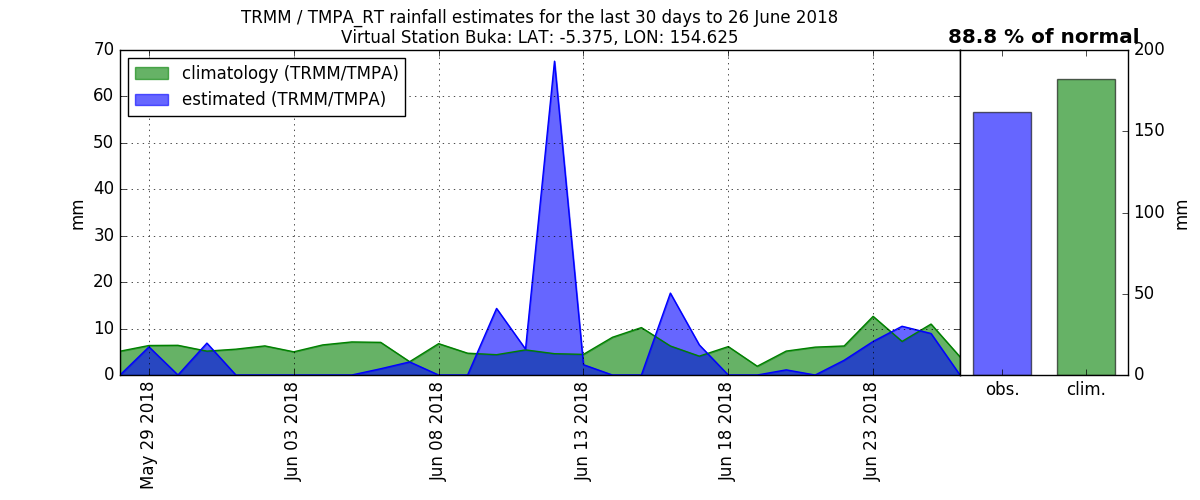 TRMM / TMPA_RT rainfall estimates for the last 30 days to 26 June 2018
Virtual Station Buka: LAT: -5.375, LON: 154.625
88.8 % of normal
climatology (TRMM/TMPA)
estimated (TRMM/TMPA)
mm
70
60
50
40
30
20
10
0
May 29 2018
Jun 03 2018
Jun 08 2018
Jun 13 2018
Jun 18 2018
Jun 23 2018
obs.
clim.
200
150
100
50
0
mm